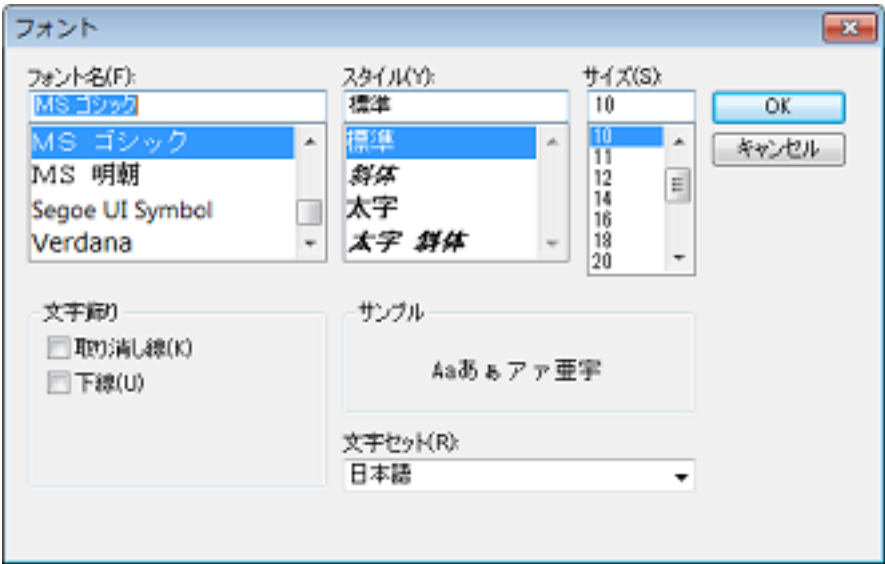 フォント
フォント名(F):
MS ゴシック
MS ゴシック
MS 明朝
Segoe UI Symbol
Verdana
スタイル(Y):
標準
標準
斜体
太字
太字 斜体
サイズ(S):
10
10
11
12
14
16
18
20
OK
キャンセル
文字飾り
取り消し線(K)
下線(U)
サンプル
Aaあぁアァ亜宇
文字セット(R):
日本語